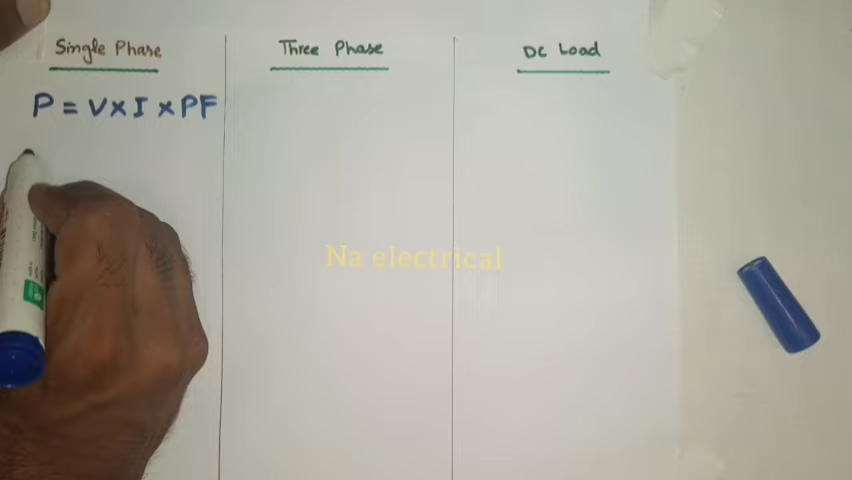 Single Phase
Three Phase
DC Load
P = V×I ×PF
Na electrical